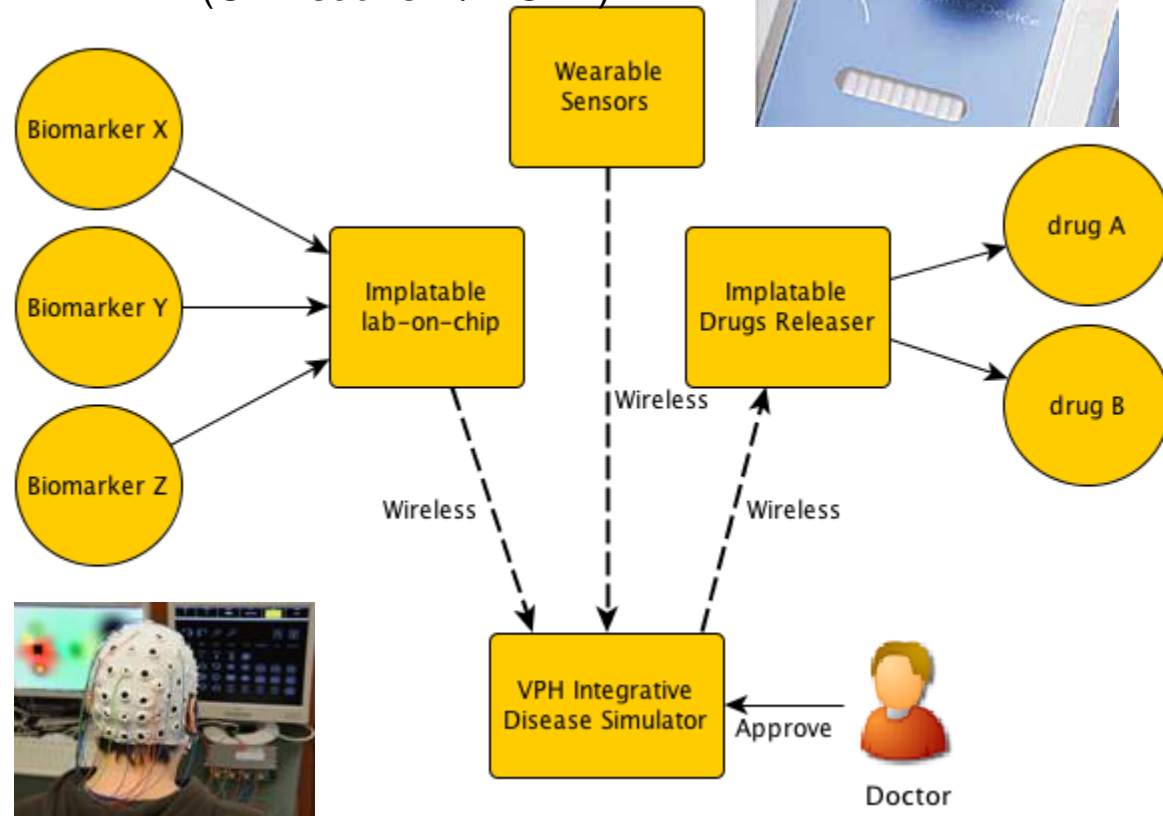 Wearable
Sensors
Biomarker X
Biomarker Y
Biomarker Z
Implatable
lab-on-chip
Implatable
Drugs Releaser
drug A
drug B
Wireless
Wireless
Wireless
VPH Integrative
Disease Simulator
Approve
Doctor
Device